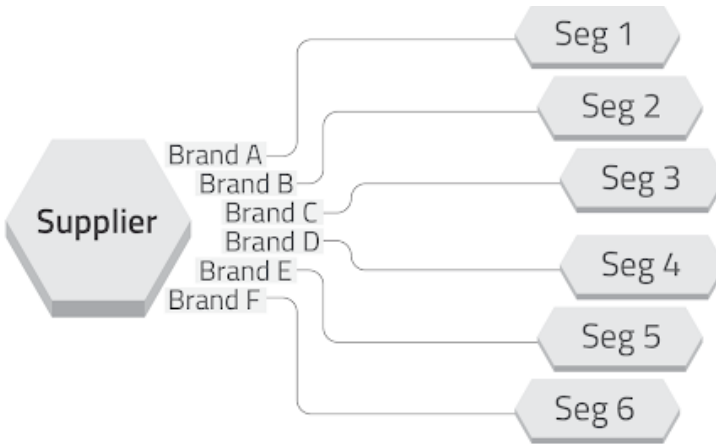 Seg 1
Seg 2
Brand A
Brand B
Seg 3
Brand C
Supplier
Brand D
Seg 4
Brand E
Brand F
Seg 5
Seg 6